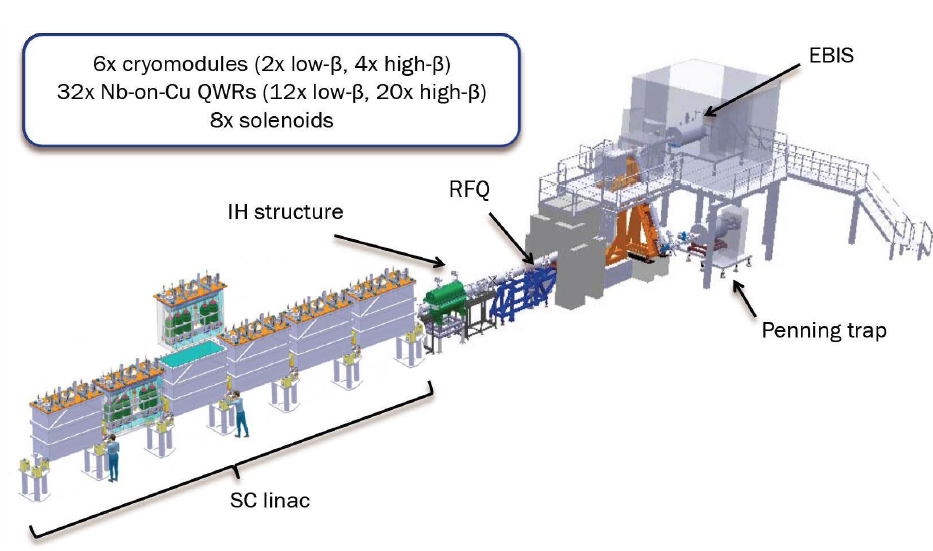 6x cryomodules (2x low-β, 4x high-β)
32x Nb-on-Cu QWRs (12x low-β, 20x high-β)
8x solenoids
EBIS
RFQ
IH structure
Penning trap
SC linac